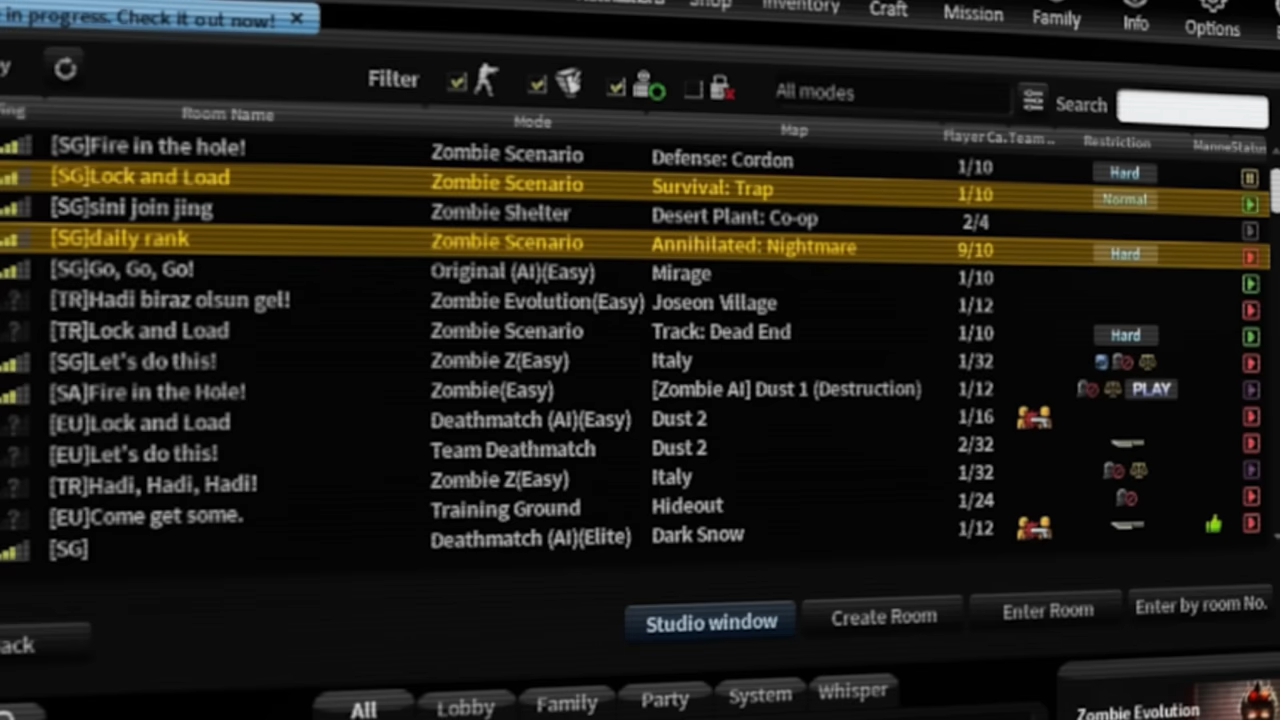 in progress. Check it out now! ×
Shop Inventory Craft Mission Family Info Options
Filter All modes Search
Room Name Mode Map Player Ca.. Team.. Restriction Manne Status
[SG]Fire in the hole! Zombie Scenario Defense: Cordon 1/10 Hard
[SG]Lock and Load Zombie Scenario Survival: Trap 1/10 Normal
[SG]sini join jing Zombie Shelter Desert Plant: Co-op 2/4
[SG]daily rank Zombie Scenario Annihilated: Nightmare 9/10 Hard
[SG]Go, Go, Go! Original (AI)(Easy) Mirage 1/10
[TR]Hadi biraz olsun gel! Zombie Evolution(Easy) Joseon Village 1/12
[TR]Lock and Load Zombie Scenario Track: Dead End 1/10 Hard
[SG]Let's do this! Zombie Z(Easy) Italy 1/32
[SA]Fire in the Hole! Zombie(Easy) [Zombie AI] Dust 1 (Destruction) 1/12 PLAY
[EU]Lock and Load Deathmatch (AI)(Easy) Dust 2 1/16
[EU]Let's do this! Team Deathmatch Dust 2 2/32
[TR]Hadi, Hadi, Hadi! Zombie Z(Easy) Italy 1/32
[EU]Come get some. Training Ground Hideout 1/24
[SG] Deathmatch (AI)(Elite) Dark Snow 1/12
Studio window Create Room Enter Room Enter by room No.
ack
All Lobby Family Party System Whisper
Zombie Evolution